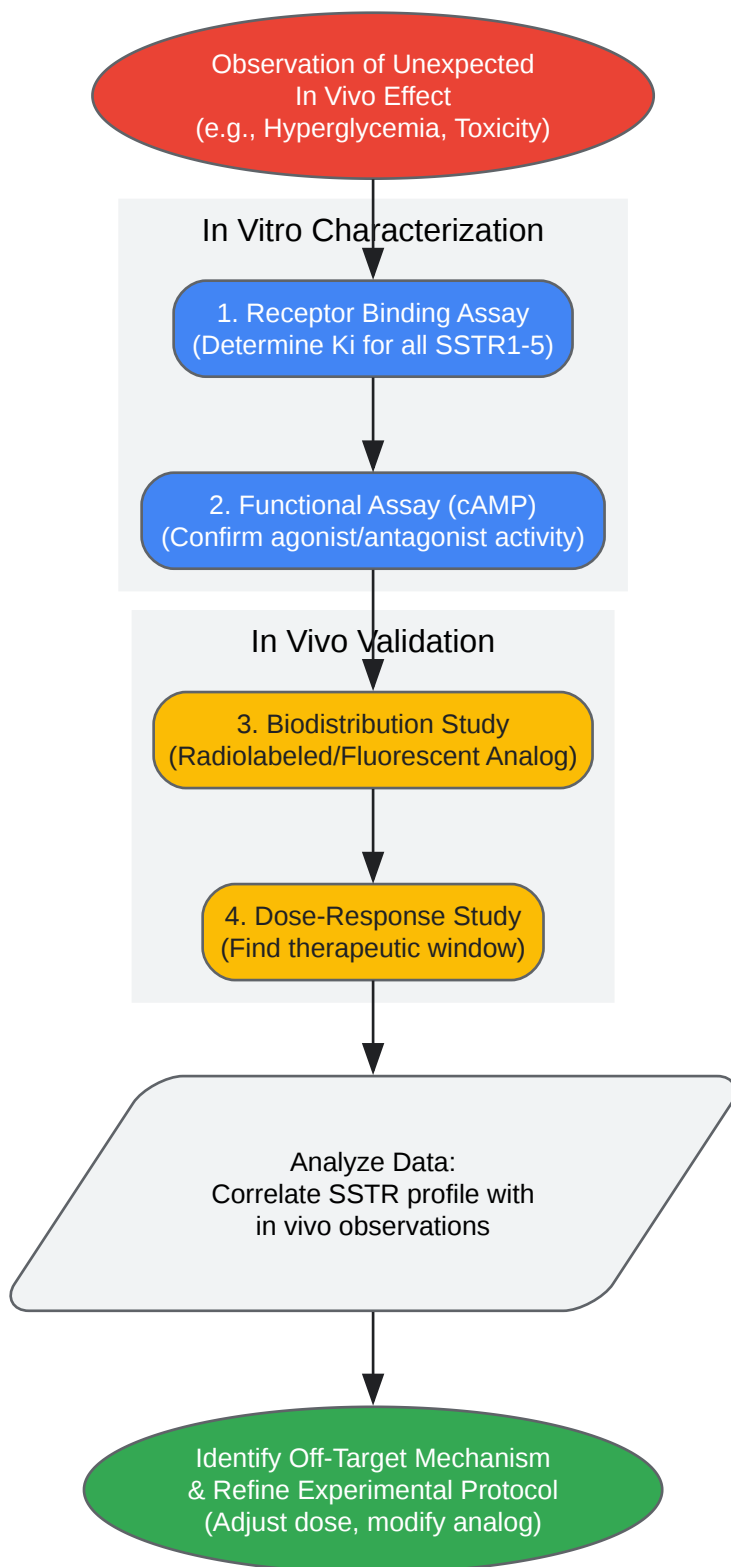 Observation of Unexpected
In Vivo Effect
(e.g., Hyperglycemia, Toxicity)
In Vitro Characterization
1. Receptor Binding Assay
(Determine Ki for all SSTR1-5)
2. Functional Assay (cAMP)
(Confirm agonist/antagonist activity)
In Vivo Validation
3. Biodistribution Study
(Radiolabeled/Fluorescent Analog)
4. Dose-Response Study
(Find therapeutic window)
Analyze Data:
Correlate SSTR profile with
in vivo observations
Identify Off-Target Mechanism
& Refine Experimental Protocol
(Adjust dose, modify analog)